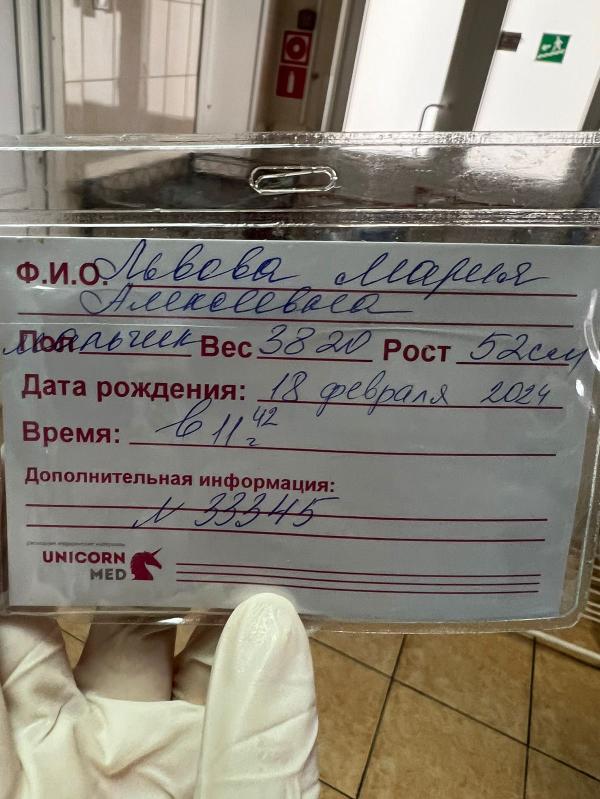 Ф.И.О. Львова Мария
Алексеевна
Пол мальчик Вес 3820 Рост 52см
Дата рождения: 18 февраля 2024
Время: в 11 42
Дополнительная информация:
N 33345
UNICORN
MED